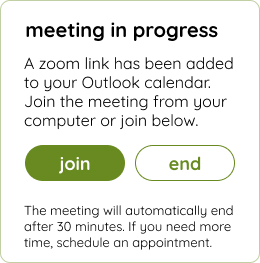 meeting in progress
A zoom link has been added
to your Outlook calendar.
Join the meeting from your
computer or join below.
join
end
The meeting will automatically end
after 30 minutes. If you need more
time, schedule an appointment.